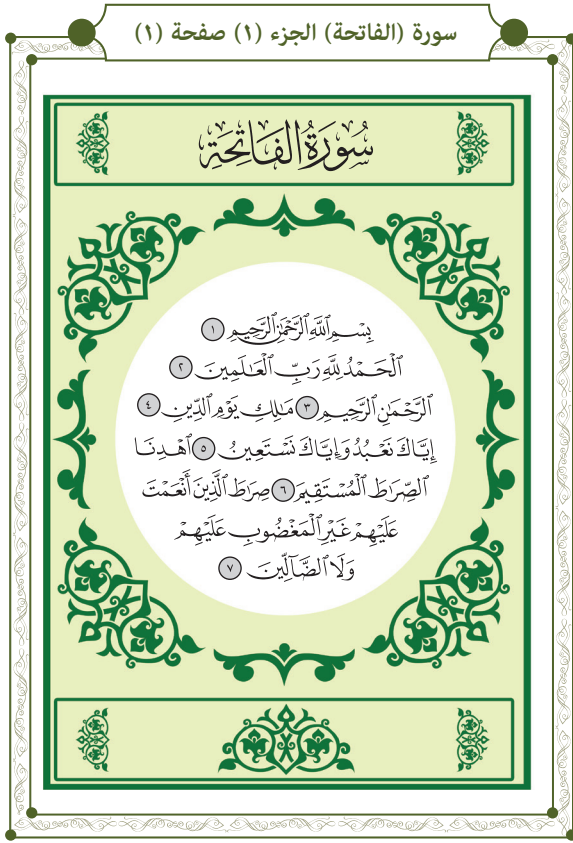 سورة (الفاتحة) الجزء (١) صفحة (١)
سُورَةُ الفَاتِحَةِ
بِسْمِ ٱللَّهِ ٱلرَّحْمَٰنِ ٱلرَّحِيمِ ١
ٱلْحَمْدُ لِلَّهِ رَبِّ ٱلْعَٰلَمِينَ ٢
ٱلرَّحْمَٰنِ ٱلرَّحِيمِ ٣ مَٰلِكِ يَوْمِ ٱلدِّينِ ٤
إِيَّاكَ نَعْبُدُ وَإِيَّاكَ نَسْتَعِينُ ٥ ٱهْدِنَا
ٱلصِّرَٰطَ ٱلْمُسْتَقِيمَ ٦ صِرَٰطَ ٱلَّذِينَ أَنْعَمْتَ
عَلَيْهِمْ غَيْرِ ٱلْمَغْضُوبِ عَلَيْهِمْ
وَلَا ٱلضَّآلِّينَ ٧